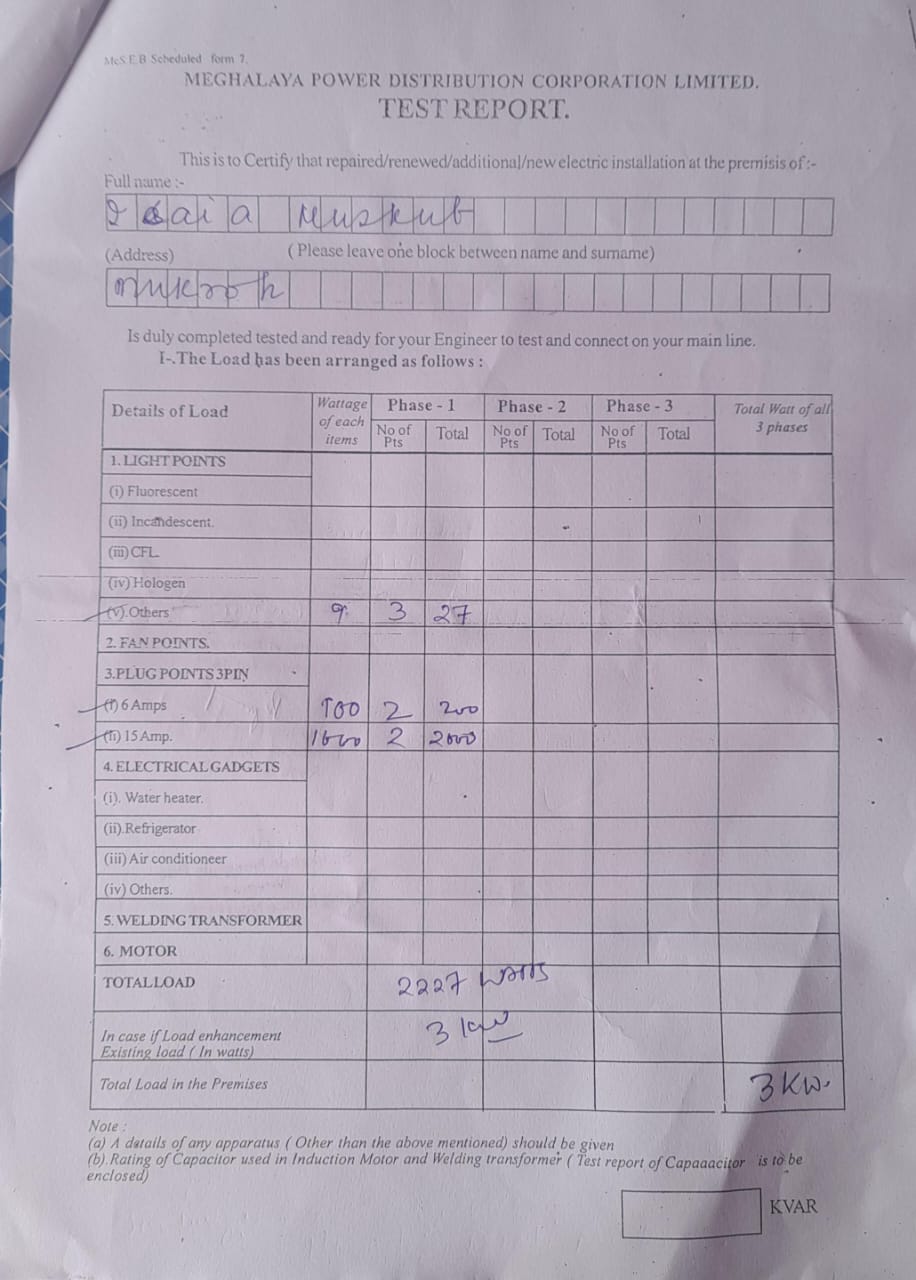 MeS.E.B Scheduled form 7.
MEGHALAYA POWER DISTRIBUTION CORPORATION LIMITED.
TEST REPORT.
This is to Certify that repaired/renewed/additional/new electric installation at the premisis of :-
Full name :-
(Address) ( Please leave one block between name and surname)
Is duly completed tested and ready for your Engineer to test and connect on your main line.
I-.The Load has been arranged as follows :
Details of Load Wattage of each items Phase - 1 Phase - 2 Phase - 3 Total Watt of all 3 phases
No of Pts Total No of Pts Total No of Pts Total
1. LIGHT POINTS
(i) Fluorescent
(ii) Incandescent.
(iii) CFL
(iv) Hologen
(v).Others 9 3 27
2. FAN POINTS.
3.PLUG POINTS 3PIN
(i) 6 Amps 100 2 200
(ii) 15 Amp. 1000 2 2000
4. ELECTRICAL GADGETS
(i). Water heater.
(ii).Refrigerator
(iii) Air conditioneer
(iv) Others.
5. WELDING TRANSFORMER
6. MOTOR
TOTAL LOAD 2227 Watts
In case if Load enhancement 3 kw
Existing load ( In watts)
Total Load in the Premises 3 KW.
Note :
(a) A datails of any apparatus ( Other than the above mentioned) should be given
(b).Rating of Capacitor used in Induction Motor and Welding transformer ( Test report of Capaaacitor is to be
enclosed)
KVAR